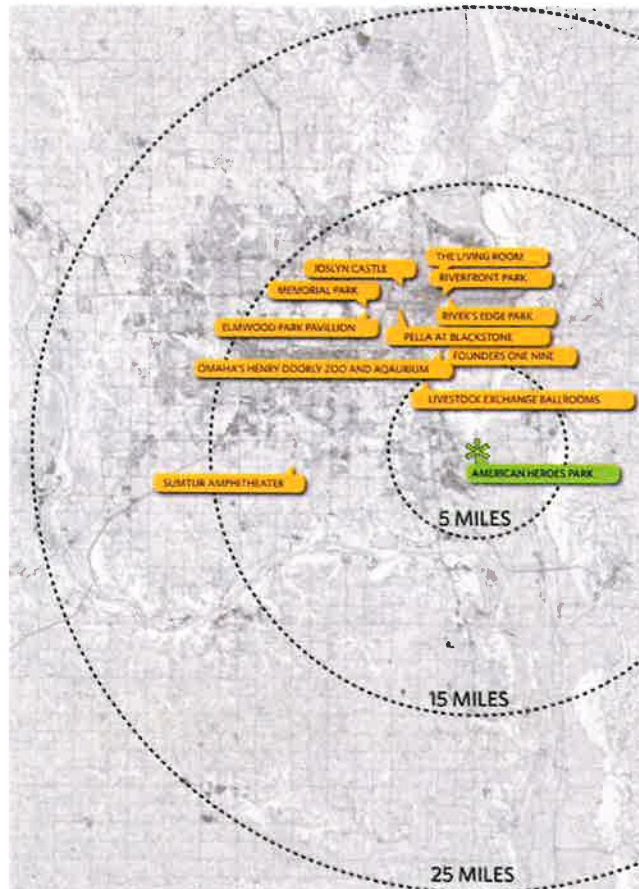 THE LIVING ROOM
JOSLYN CASTLE
RIVERFRONT PARK
MEMORIAL PARK
RIVER'S EDGE PARK
ELMWOOD PARK PAVILLION
PELLA AT BLACKSTONE
FOUNDERS ONE NINE
OMAHA'S HENRY DOORLY ZOO AND AQAURIUM
LIVESTOCK EXCHANGE BALLROOMS
AMERICAN HEROES PARK
SUMTUR AMPHITHEATER
5 MILES
15 MILES
25 MILES